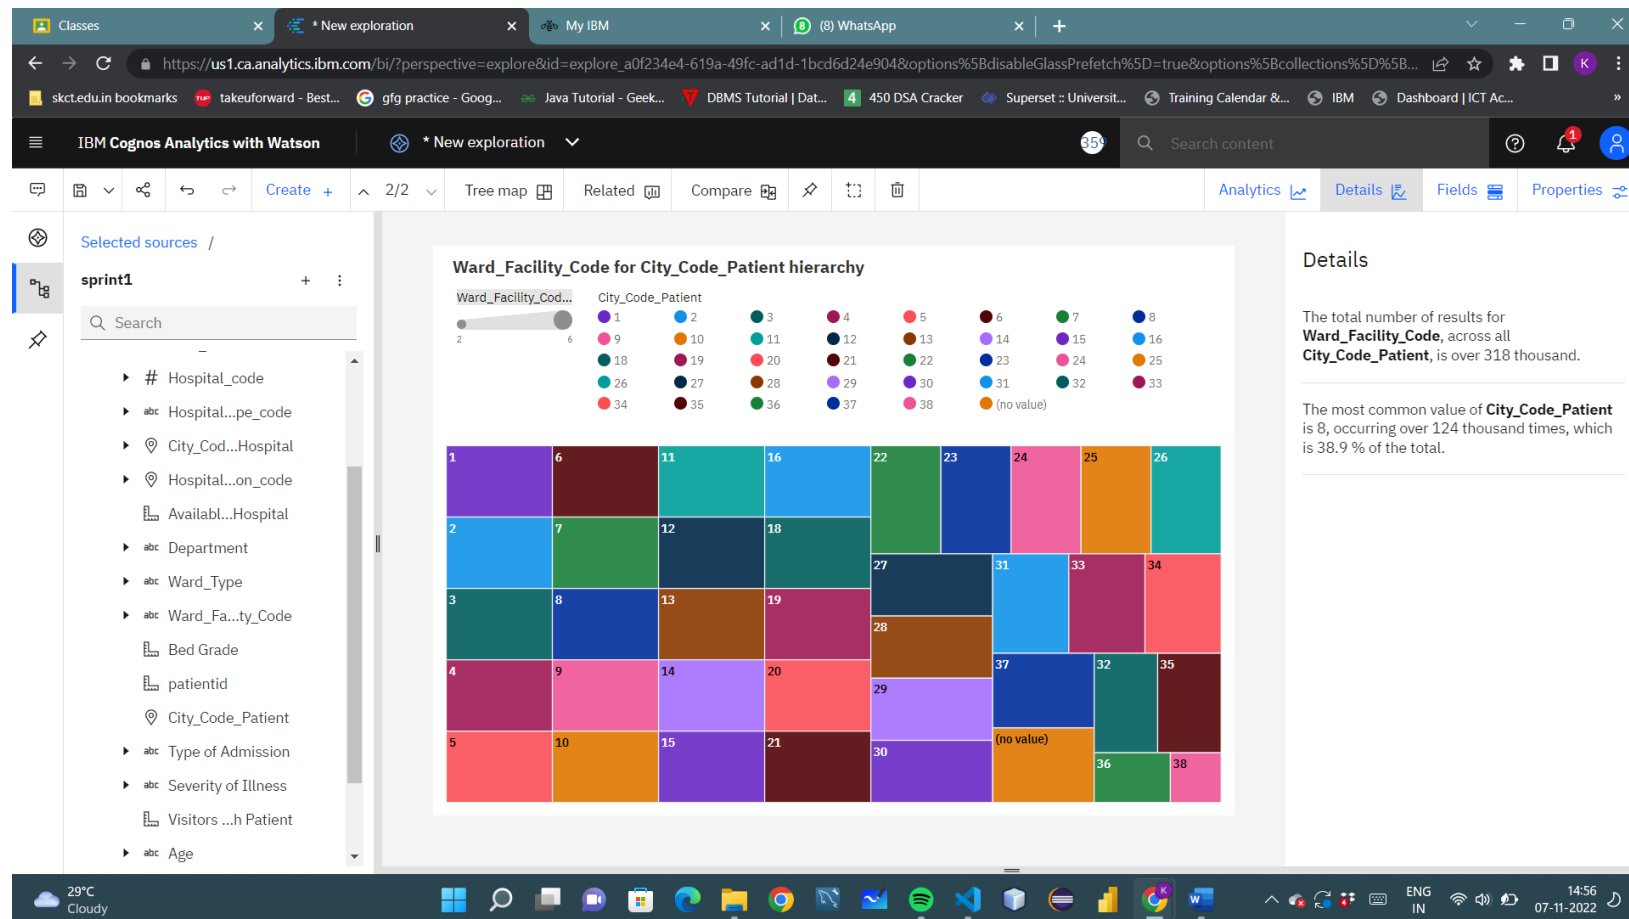 Classes
* New exploration
My IBM
(8) WhatsApp
https://us1.ca.analytics.ibm.com/bi/?perspective=explore&id=explore_a0f234e4-619a-49fc-ad1d-1bcd6d24e904&options%5BdisableGlassPrefetch%5D=true&options%5Bcollections%5D%5B...
K
skct.edu.in bookmarks
takeuforward - Best...
gfg practice - Goog...
Java Tutorial - Geek...
DBMS Tutorial | Dat...
4 450 DSA Cracker
Superset :: Universit...
Training Calendar &...
IBM
Dashboard | ICT Ac...
»
IBM Cognos Analytics with Watson
* New exploration
359
Search content
1
Create +
2/2
Tree map
Related
Compare
Analytics
Details
Fields
Properties
Selected sources /
sprint1
Search
Hospital_code
abc Hospital...pe_code
City_Cod...Hospital
Hospital...on_code
Availabl...Hospital
abc Department
abc Ward_Type
abc Ward_Fa...ty_Code
Bed Grade
patientid
City_Code_Patient
abc Type of Admission
abc Severity of Illness
Visitors ...h Patient
abc Age
Ward_Facility_Code for City_Code_Patient hierarchy
Ward_Facility_Cod...
2 6
City_Code_Patient
1 2 3 4 5 6 7 8
9 10 11 12 13 14 15 16
18 19 20 21 22 23 24 25
26 27 28 29 30 31 32 33
34 35 36 37 38 (no value)
1 6 11 16 22 23 24 25 26
2 7 12 18
27 31 33 34
3 8 13 19
28
4 9 14 20 37 32 35
29
5 10 15 21 (no value)
30 36 38
Details
The total number of results for
Ward_Facility_Code, across all
City_Code_Patient, is over 318 thousand.
The most common value of City_Code_Patient
is 8, occurring over 124 thousand times, which
is 38.9 % of the total.
29°C
Cloudy
ENG
IN
14:56
07-11-2022